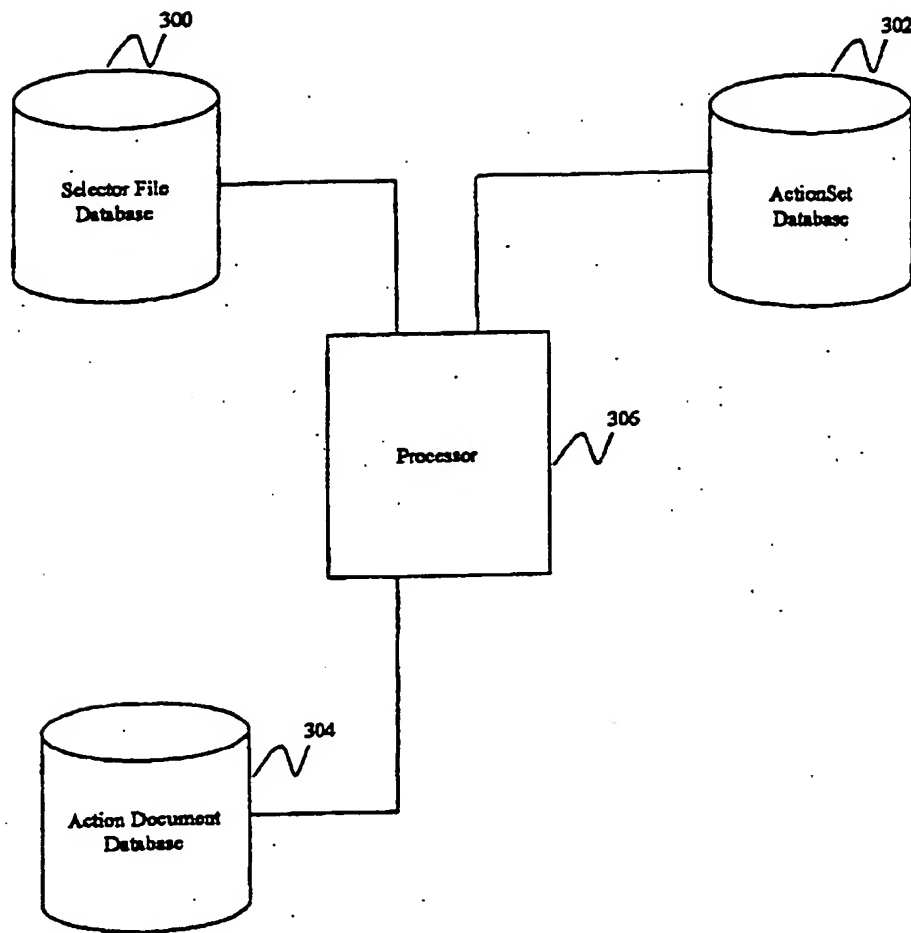 300
302
Selector File
Database
ActionSet
Database
306
Processor
304
Action Document
Database